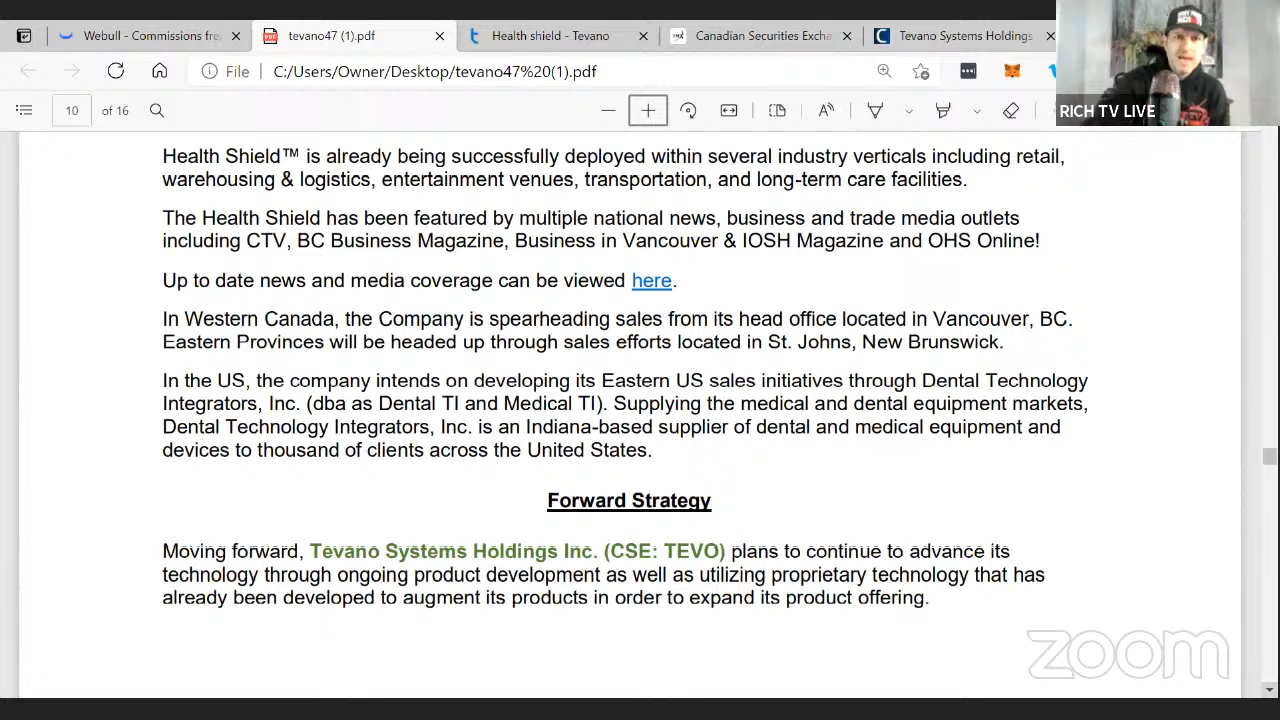 Webull - Commissions fre
tevano47 (1).pdf
Health shield - Tevano
Canadian Securities Excha
Tevano Systems Holdings
File
C:/Users/Owner/Desktop/tevano47%20(1).pdf
RICH TV LIVE
10 of 16
Health Shield™ is already being successfully deployed within several industry verticals including retail,
warehousing & logistics, entertainment venues, transportation, and long-term care facilities.
The Health Shield has been featured by multiple national news, business and trade media outlets
including CTV, BC Business Magazine, Business in Vancouver & IOSH Magazine and OHS Online!
Up to date news and media coverage can be viewed here.
In Western Canada, the Company is spearheading sales from its head office located in Vancouver, BC.
Eastern Provinces will be headed up through sales efforts located in St. Johns, New Brunswick.
In the US, the company intends on developing its Eastern US sales initiatives through Dental Technology
Integrators, Inc. (dba as Dental TI and Medical TI). Supplying the medical and dental equipment markets,
Dental Technology Integrators, Inc. is an Indiana-based supplier of dental and medical equipment and
devices to thousand of clients across the United States.
Forward Strategy
Moving forward, Tevano Systems Holdings Inc. (CSE: TEVO) plans to continue to advance its
technology through ongoing product development as well as utilizing proprietary technology that has
already been developed to augment its products in order to expand its product offering.
zoom